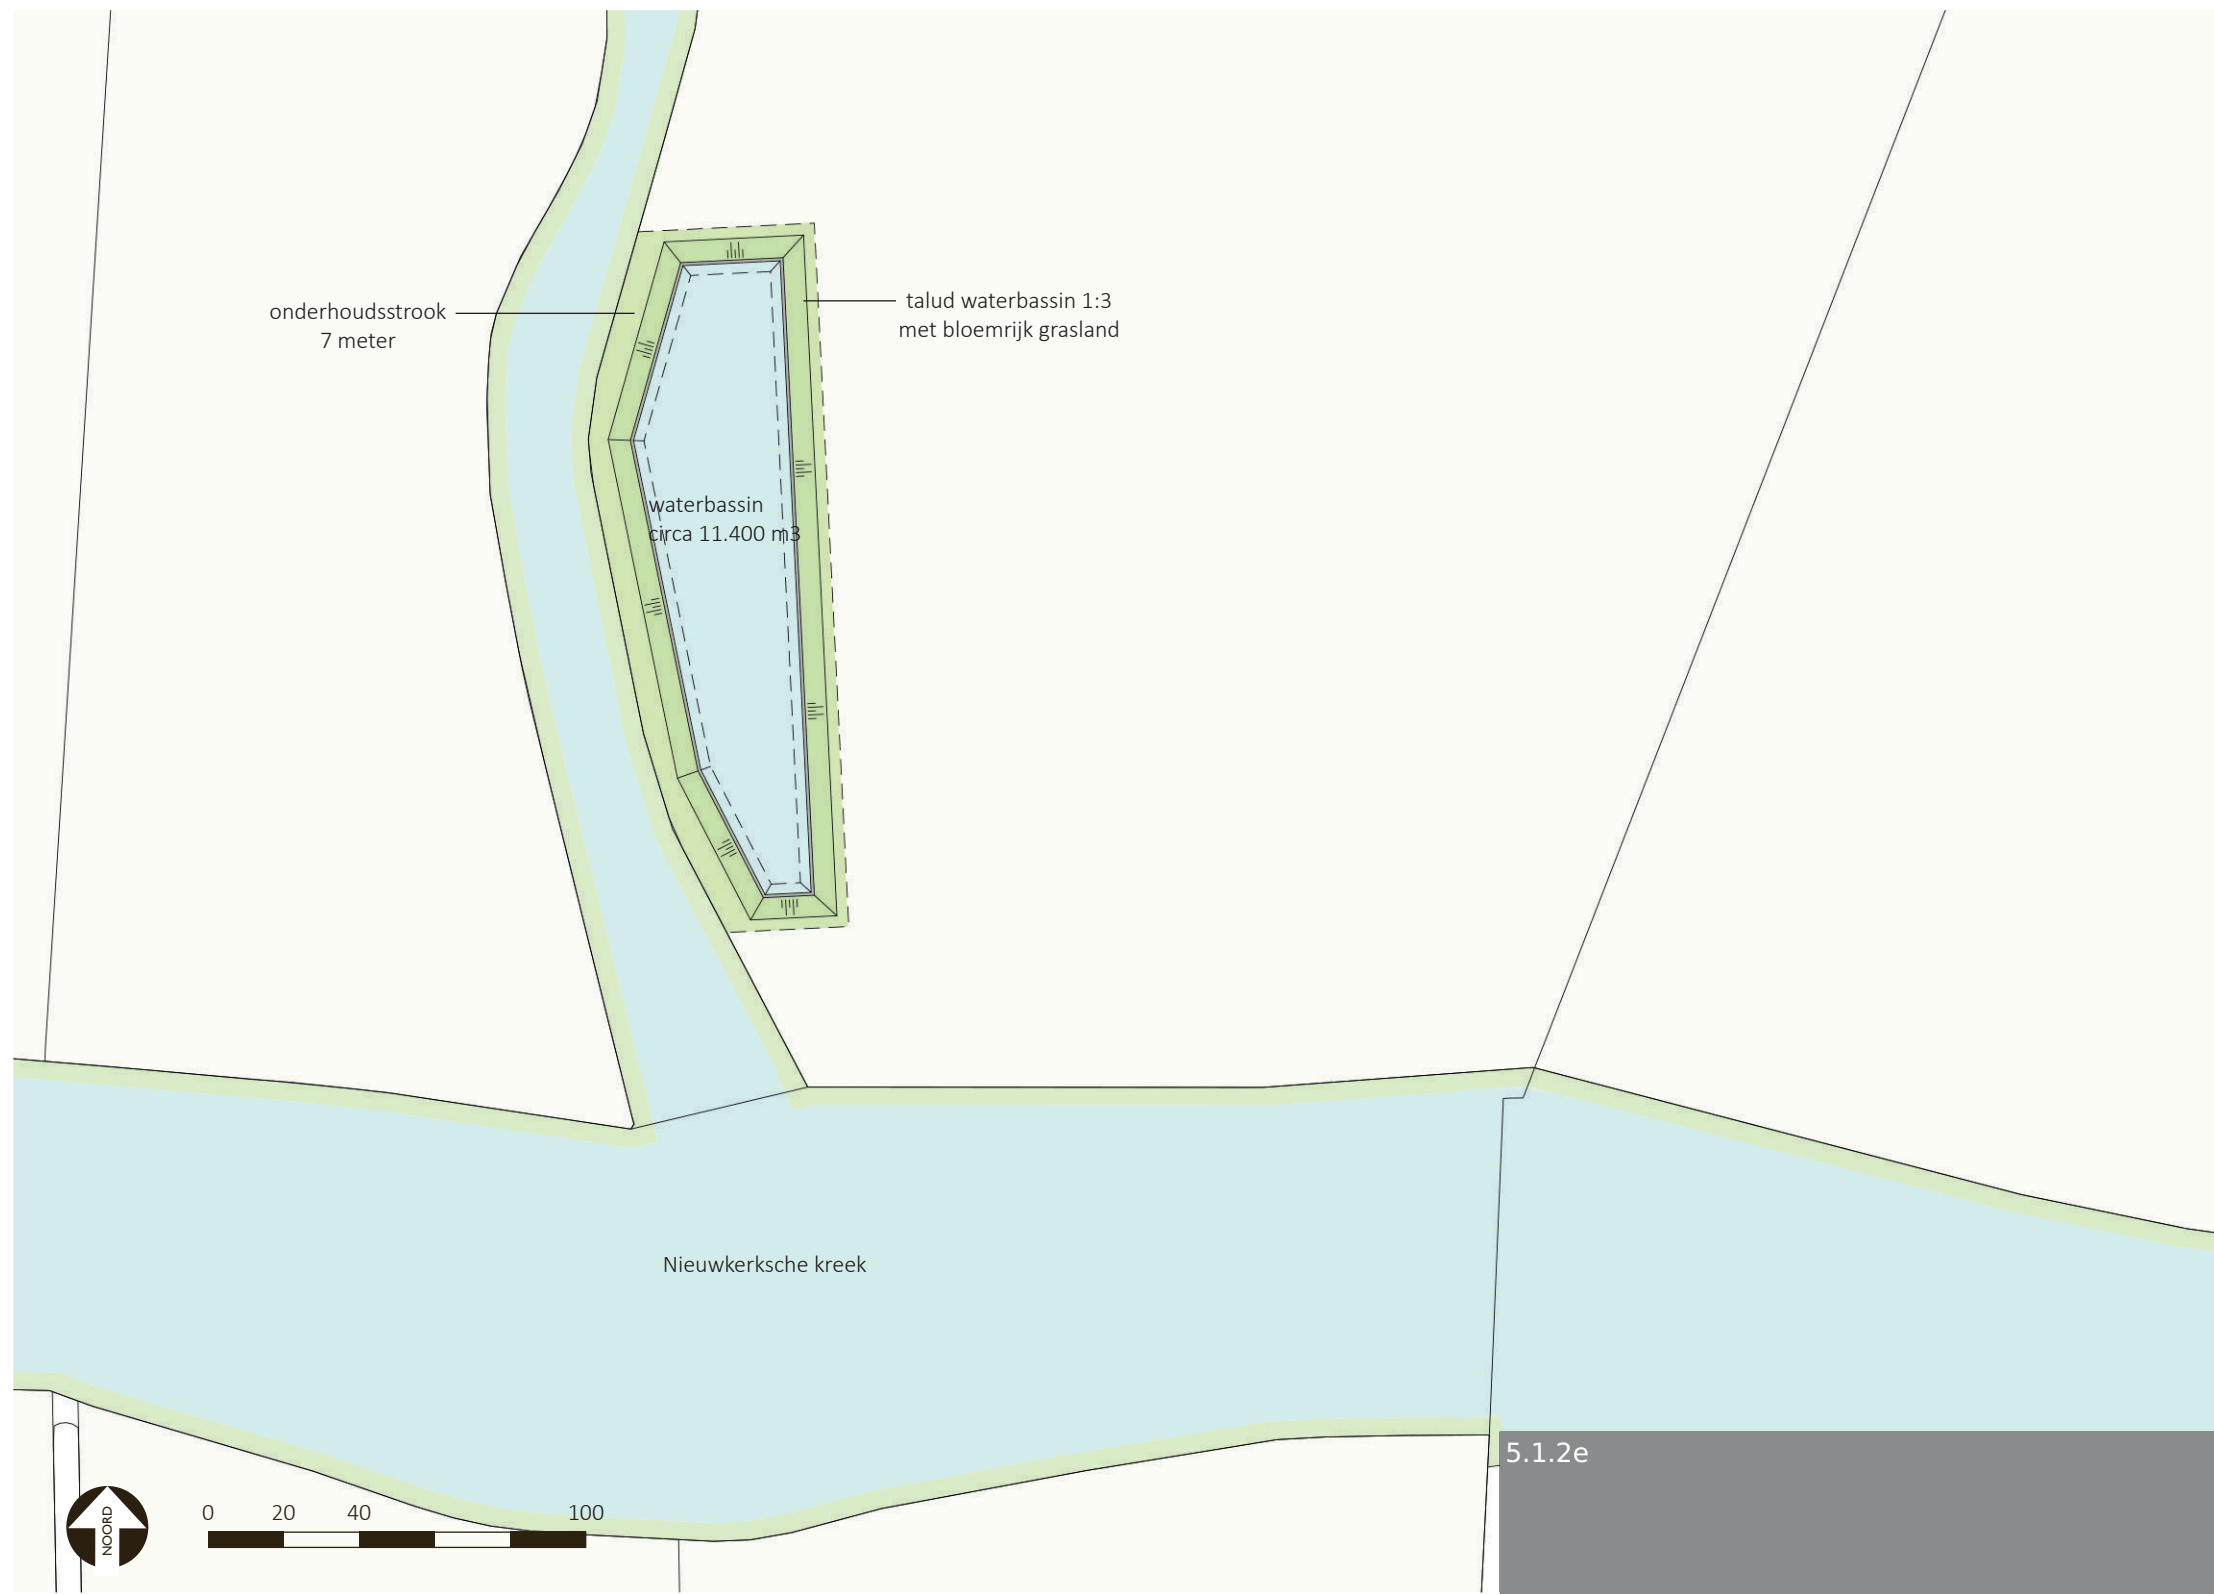 onderhoudsstrook
7 meter
talud waterbassin 1:3
met bloemrijk grasland
waterbassin
circa 11.400 m3
Nieuwkerksche kreek
5.1.2e
NOORD
0 20 40 100